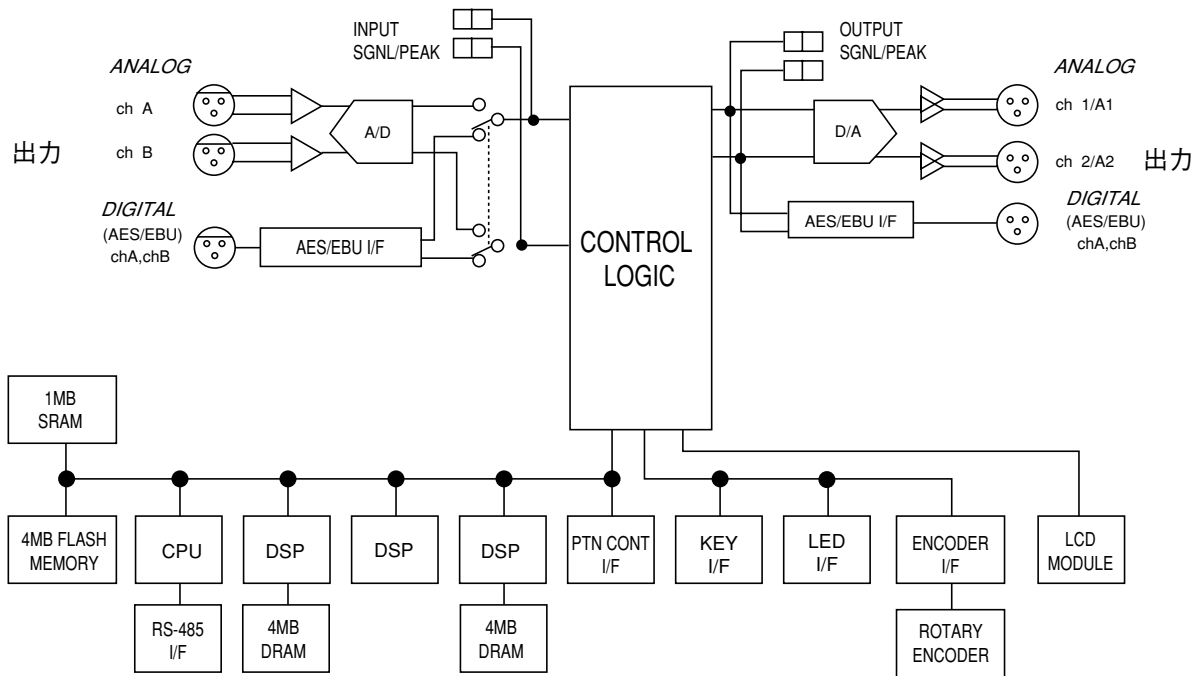 INPUT
SGNL/PEAK
OUTPUT
SGNL/PEAK
ANALOG
ch A
ch B
出力
DIGITAL
(AES/EBU)
chA,chB
A/D
AES/EBU I/F
CONTROL
LOGIC
D/A
AES/EBU I/F
ANALOG
ch 1/A1
ch 2/A2
出力
DIGITAL
(AES/EBU)
chA,chB
1MB
SRAM
4MB FLASH
MEMORY
CPU
DSP
DSP
DSP
PTN CONT
I/F
KEY
I/F
LED
I/F
ENCODER
I/F
LCD
MODULE
RS-485
I/F
4MB
DRAM
4MB
DRAM
ROTARY
ENCODER